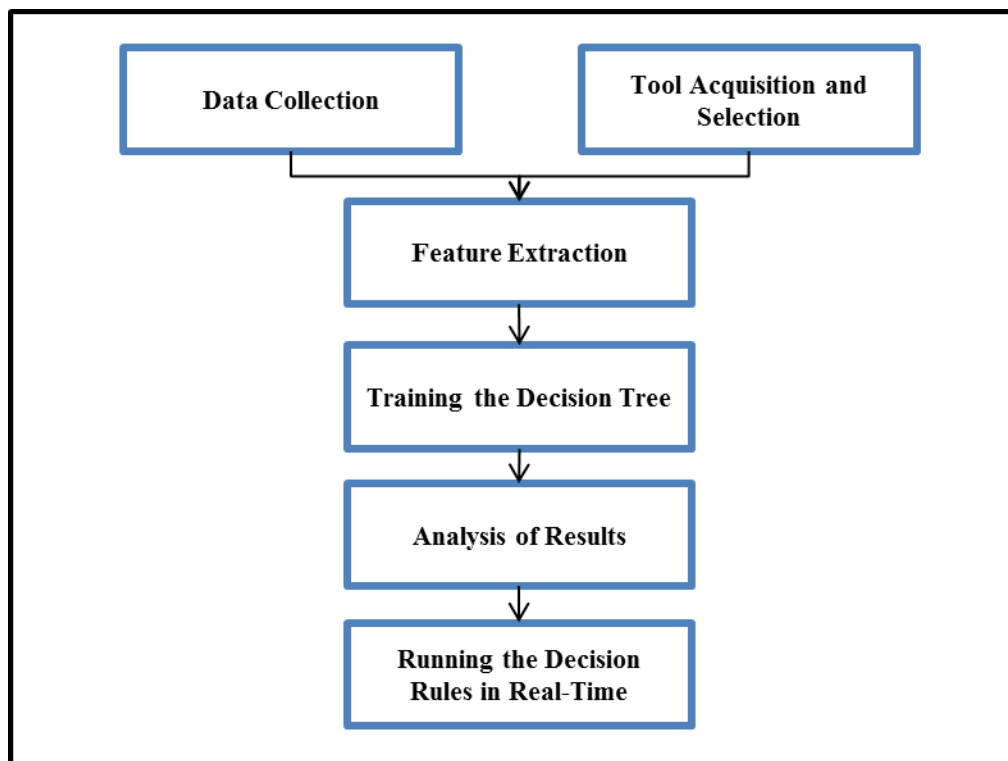 Data Collection
Tool Acquisition and
Selection
Feature Extraction
Training the Decision Tree
Analysis of Results
Running the Decision
Rules in Real-Time